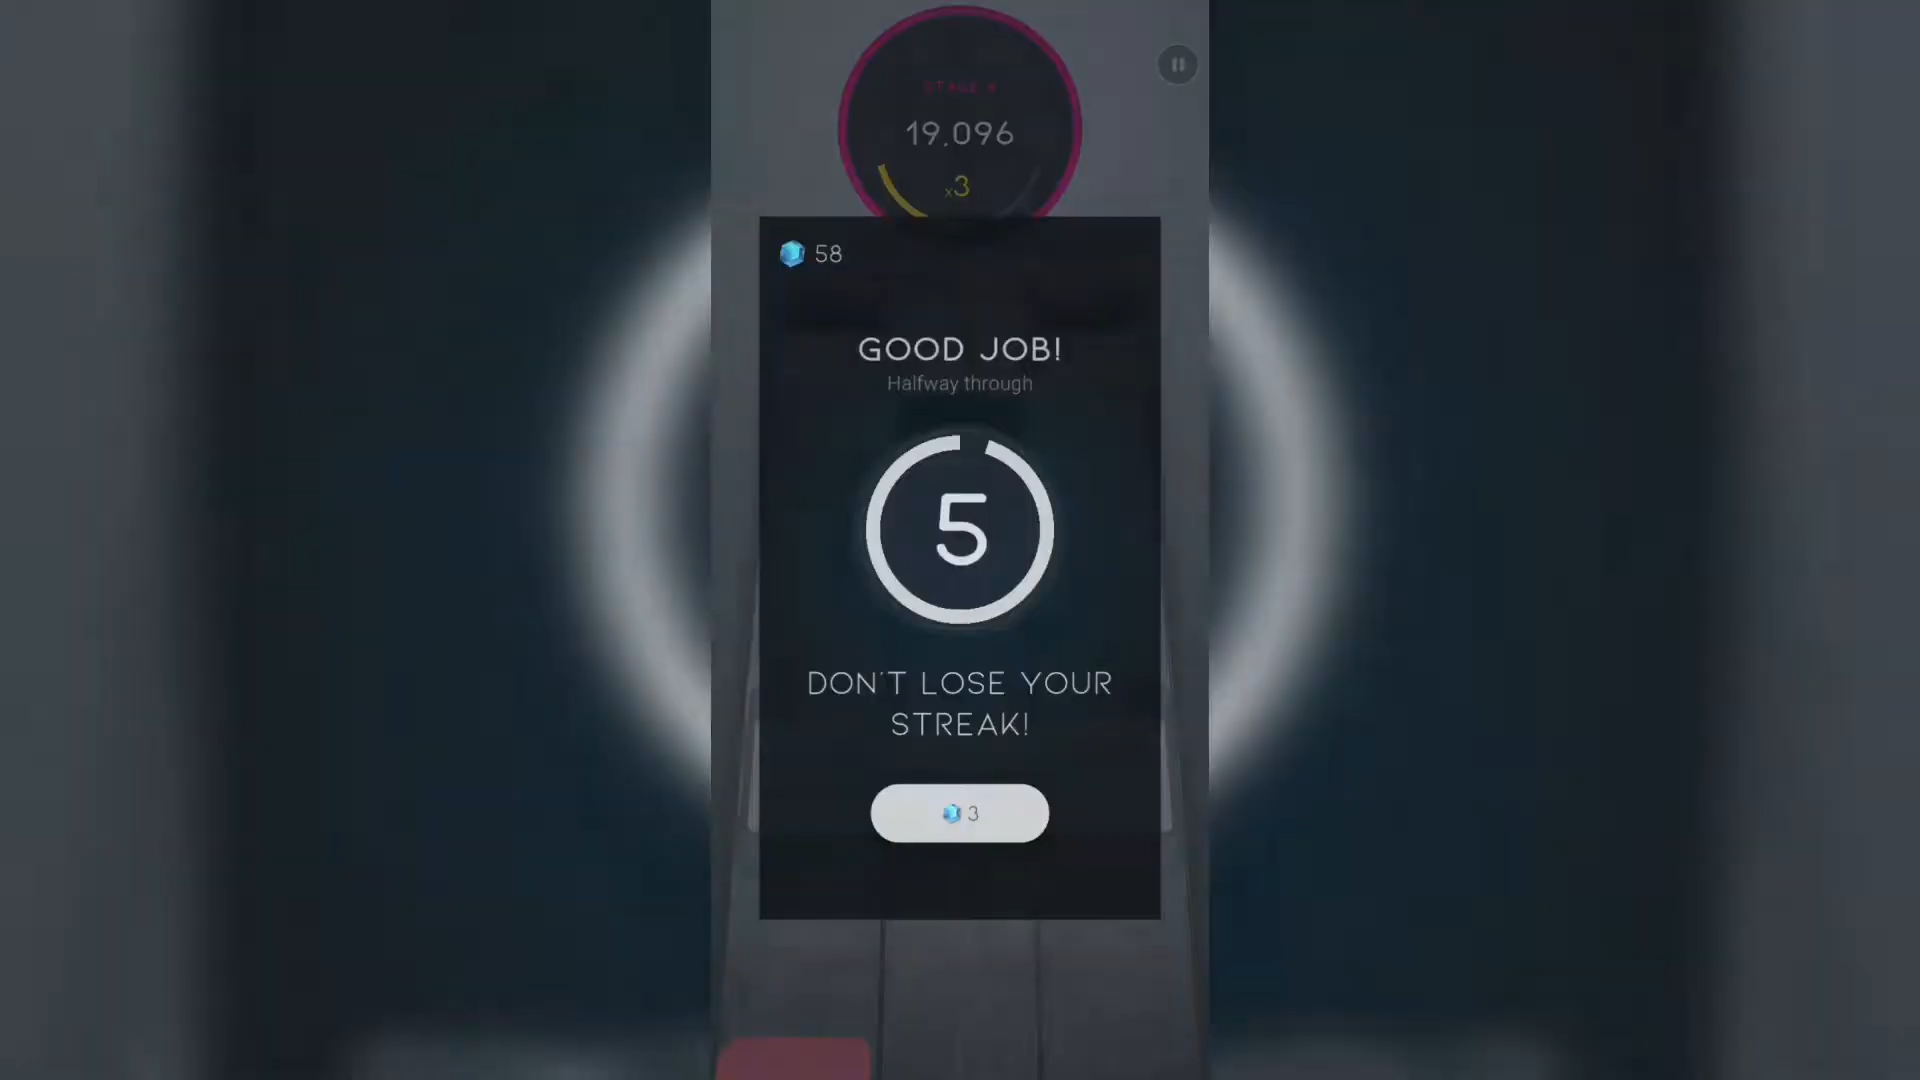 19.096
x3
58
GOOD JOB!
Halfway through
5
DON'T LOSE YOUR
STREAK!
3